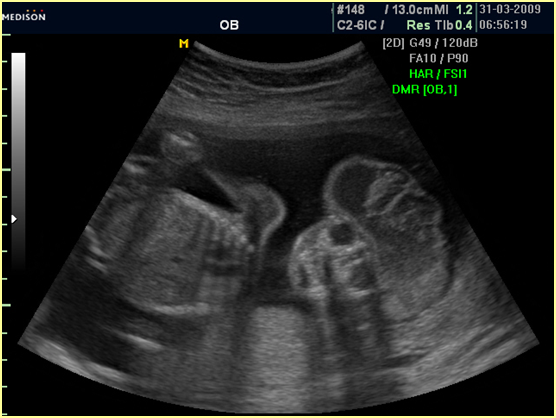 MEDISON
OB
#148 / 13.0cm MI 1.2
C2-6IC / Res TIb 0.4
31-03-2009
06:56:19
M
[2D] G49 / 120dB
FA10 / P90
HAR / FSI1
DMR [OB,1]